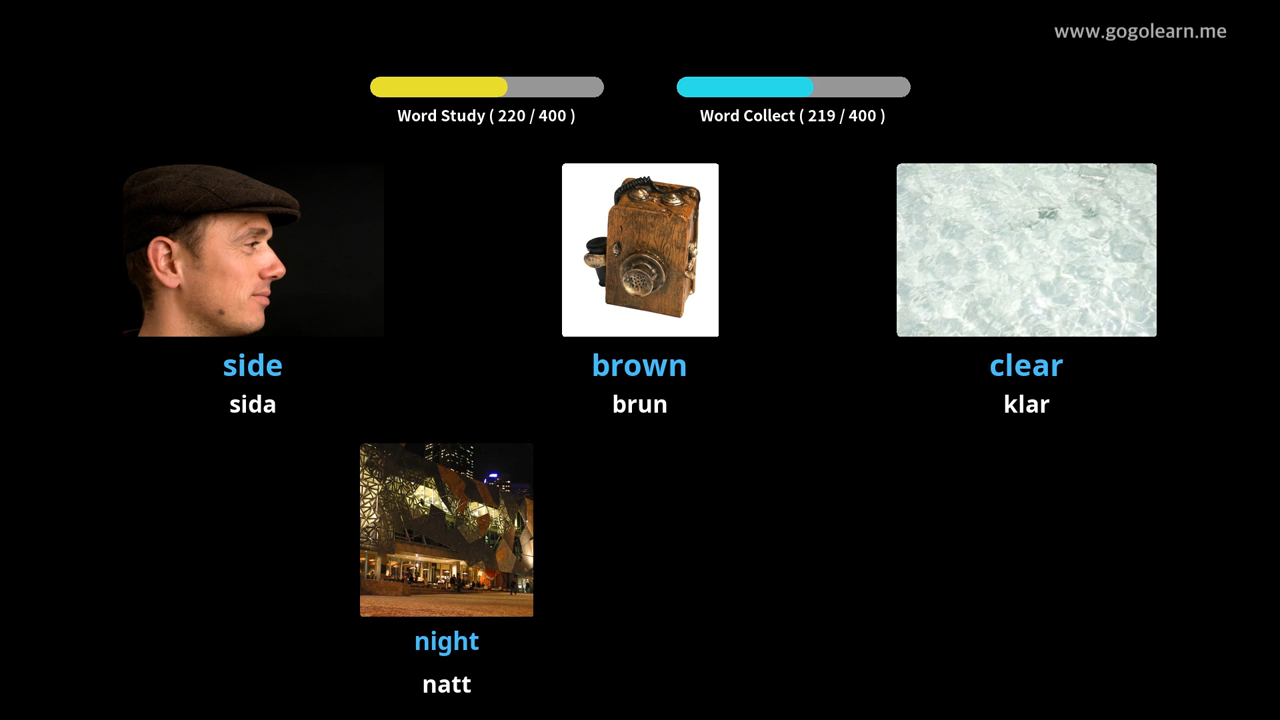 www.gogolearn.me
Word Study ( 220 / 400 )
Word Collect ( 219 / 400 )
side
sida
brown
brun
clear
klar
night
natt